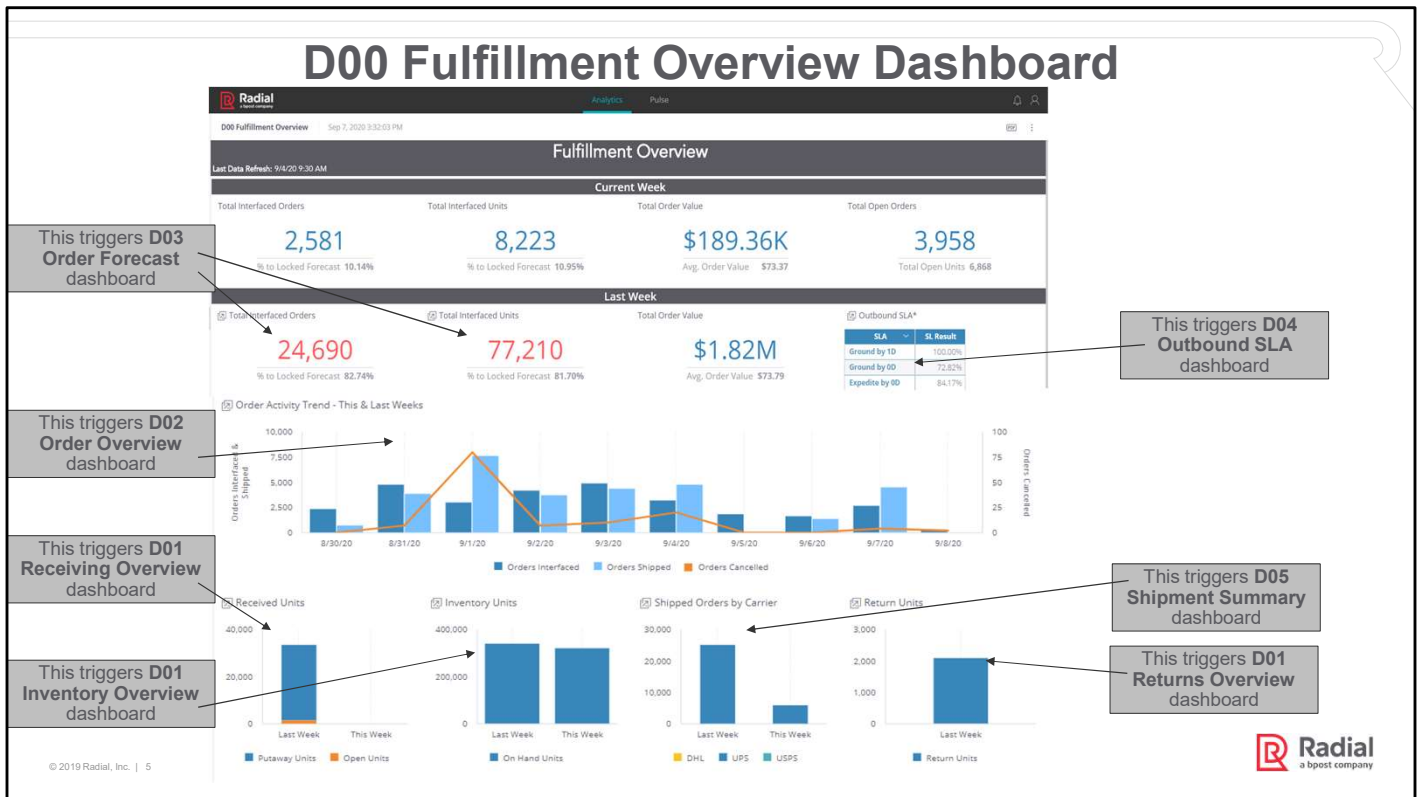 D00 Fulfillment Overview Dashboard
Radial
a bpost company
Analytics
Pulse
D00 Fulfillment Overview
Sep 7, 2020 3:32:03 PM
PDF
Fulfillment Overview
Last Data Refresh: 9/4/20 9:30 AM
Current Week
Total Interfaced Orders
Total Interfaced Units
Total Order Value
Total Open Orders
2,581
8,223
$189.36K
3,958
% to Locked Forecast 10.14%
% to Locked Forecast 10.95%
Avg. Order Value $73.37
Total Open Units 6,868
This triggers D03
Order Forecast
dashboard
Last Week
Total Interfaced Orders
Total Interfaced Units
Total Order Value
Outbound SLA*
24,690
77,210
$1.82M
% to Locked Forecast 82.74%
% to Locked Forecast 81.70%
Avg. Order Value $73.79
SLA SL Result
Ground by 1D 100.00%
Ground by 0D 72.82%
Expedite by 0D 84.17%
This triggers D04
Outbound SLA
dashboard
Order Activity Trend - This & Last Weeks
This triggers D02
Order Overview
dashboard
Orders Interfaced &
Shipped
10,000
7,500
5,000
2,500
0
100
75
50
25
0
Orders Cancelled
8/30/20 8/31/20 9/1/20 9/2/20 9/3/20 9/4/20 9/5/20 9/6/20 9/7/20 9/8/20
Orders Interfaced Orders Shipped Orders Cancelled
This triggers D01
Receiving Overview
dashboard
This triggers D01
Inventory Overview
dashboard
Received Units
40,000
20,000
0
Last Week This Week
Putaway Units Open Units
Inventory Units
400,000
200,000
0
Last Week This Week
On Hand Units
Shipped Orders by Carrier
30,000
20,000
10,000
0
Last Week This Week
DHL UPS USPS
Return Units
3,000
2,000
1,000
0
Last Week
Return Units
This triggers D05
Shipment Summary
dashboard
This triggers D01
Returns Overview
dashboard
© 2019 Radial, Inc. | 5
Radial
a bpost company